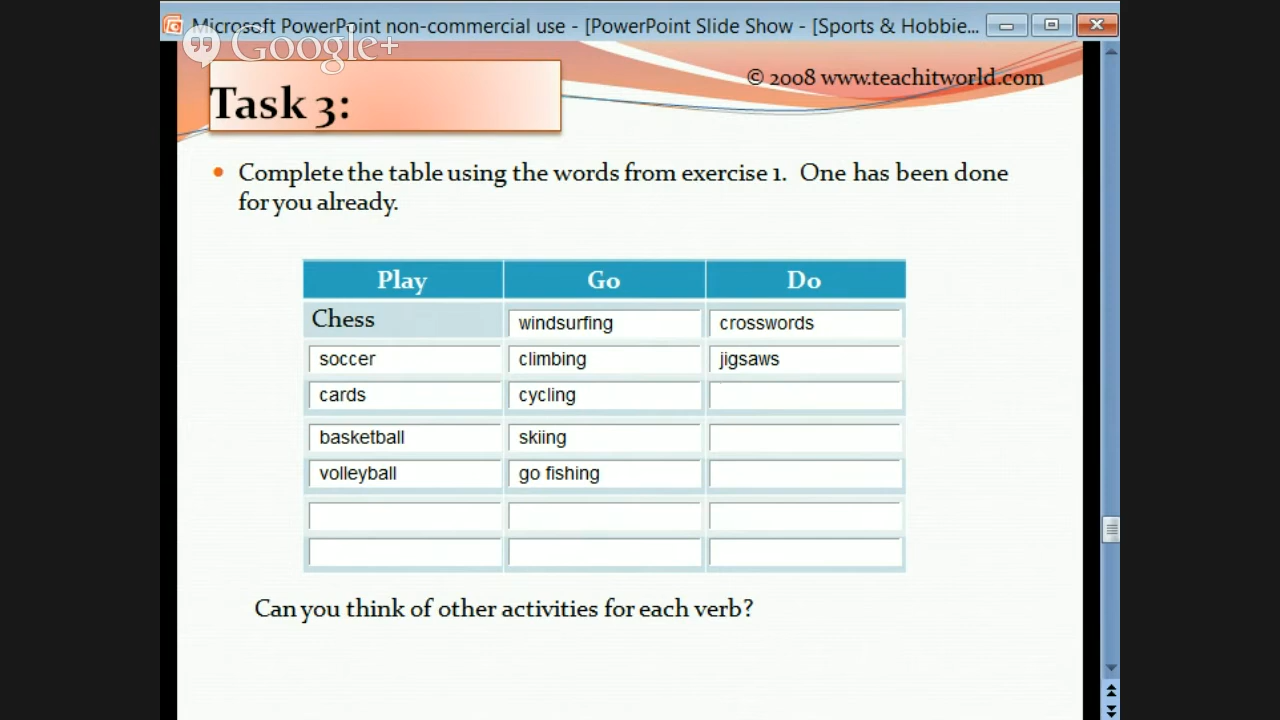 Microsoft PowerPoint non-commercial use - [PowerPoint Slide Show - [Sports & Hobbie...
Google+
© 2008 www.teachitworld.com
Task 3:
• Complete the table using the words from exercise 1. One has been done
for you already.
Play Go Do
Chess windsurfing crosswords
soccer climbing jigsaws
cards cycling
basketball skiing
volleyball go fishing
Can you think of other activities for each verb?